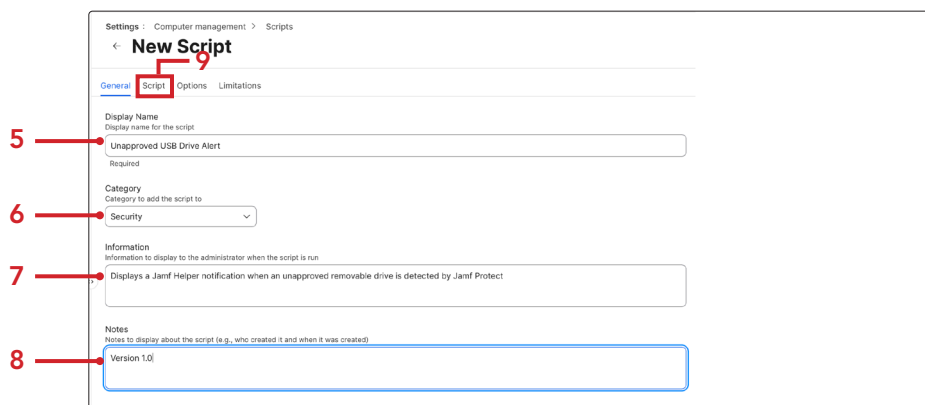 Settings : Computer management > Scripts
← New Script
9
General Script Options Limitations
Display Name
Display name for the script
5
Unapproved USB Drive Alert
Required
Category
Category to add the script to
6
Security
Information
Information to display to the administrator when the script is run
7
Displays a Jamf Helper notification when an unapproved removable drive is detected by Jamf Protect
Notes
Notes to display about the script (e.g., who created it and when it was created)
8
Version 1.0